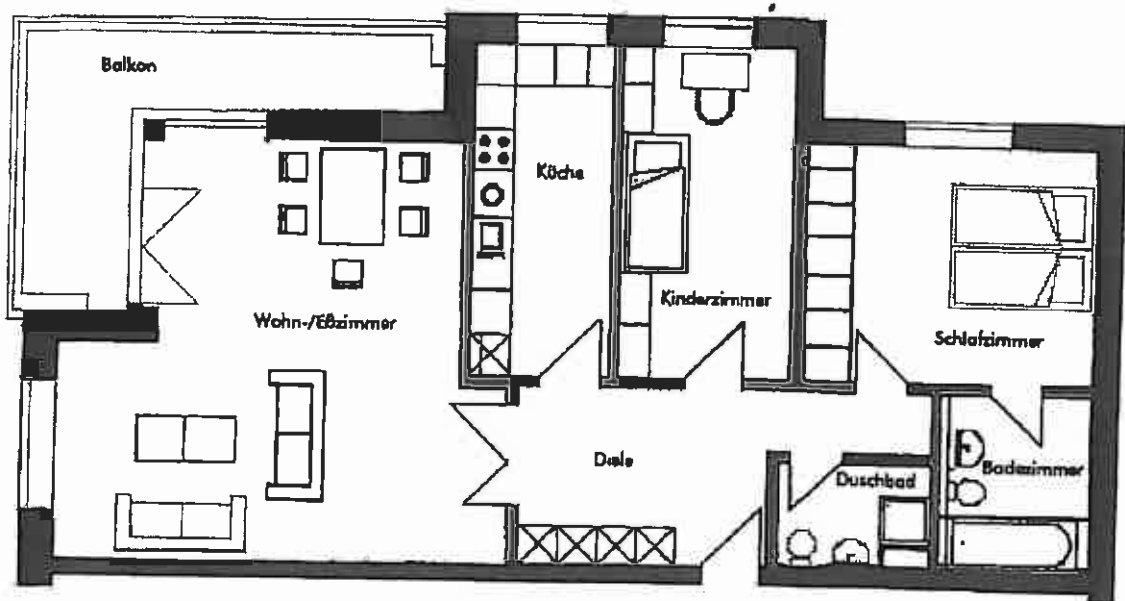 Balkon
Küche
Kinderzimmer
Wohn-/Eßzimmer
Schlafzimmer
Diele
Duschbad
Badezimmer